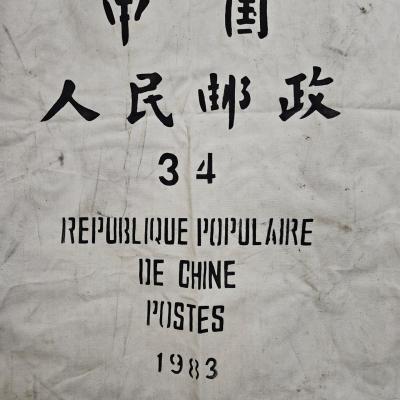 中国
人民邮政
34
REPUBLIQUE POPULAIRE
DE CHINE
POSTES
1983